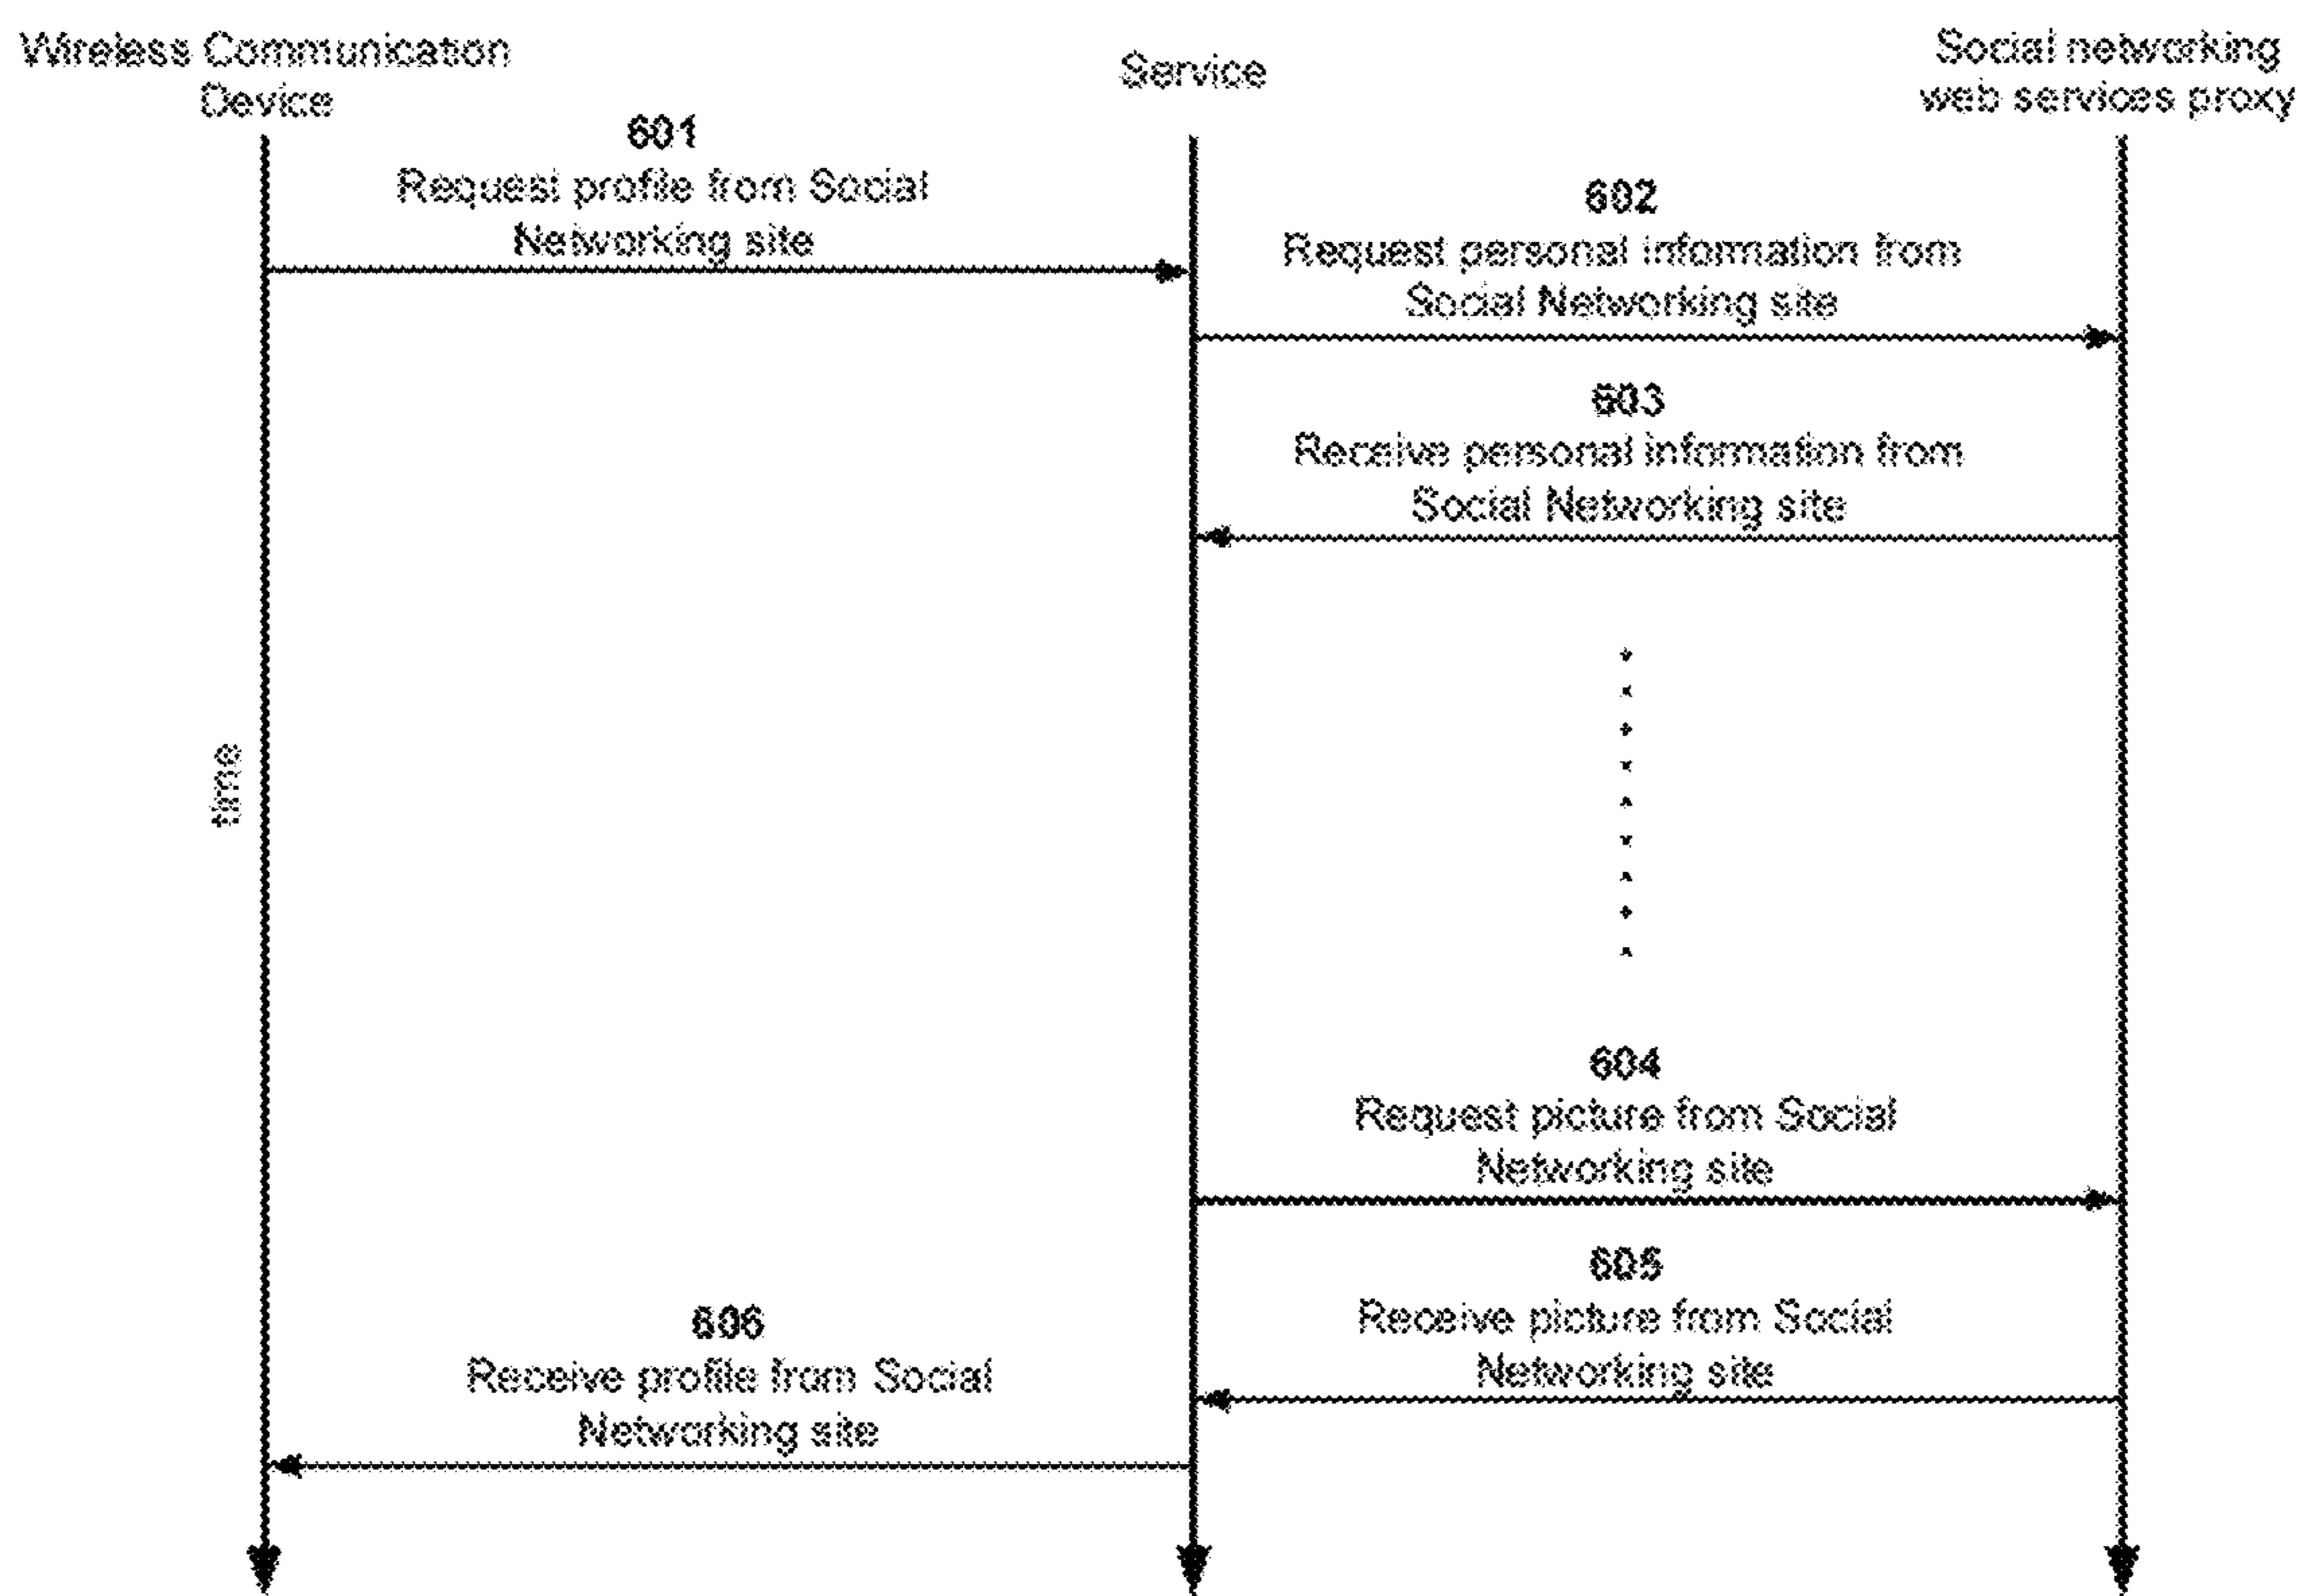 Wireless Communication
Device
Service
Social networking
web services proxy
601
Request profile from Social
Networking site
602
Request personal information from
Social Networking site
603
Receive personal information from
Social Networking site
time
604
Request picture from Social
Networking site
605
Receive picture from Social
Networking site
606
Receive profile from Social
Networking site